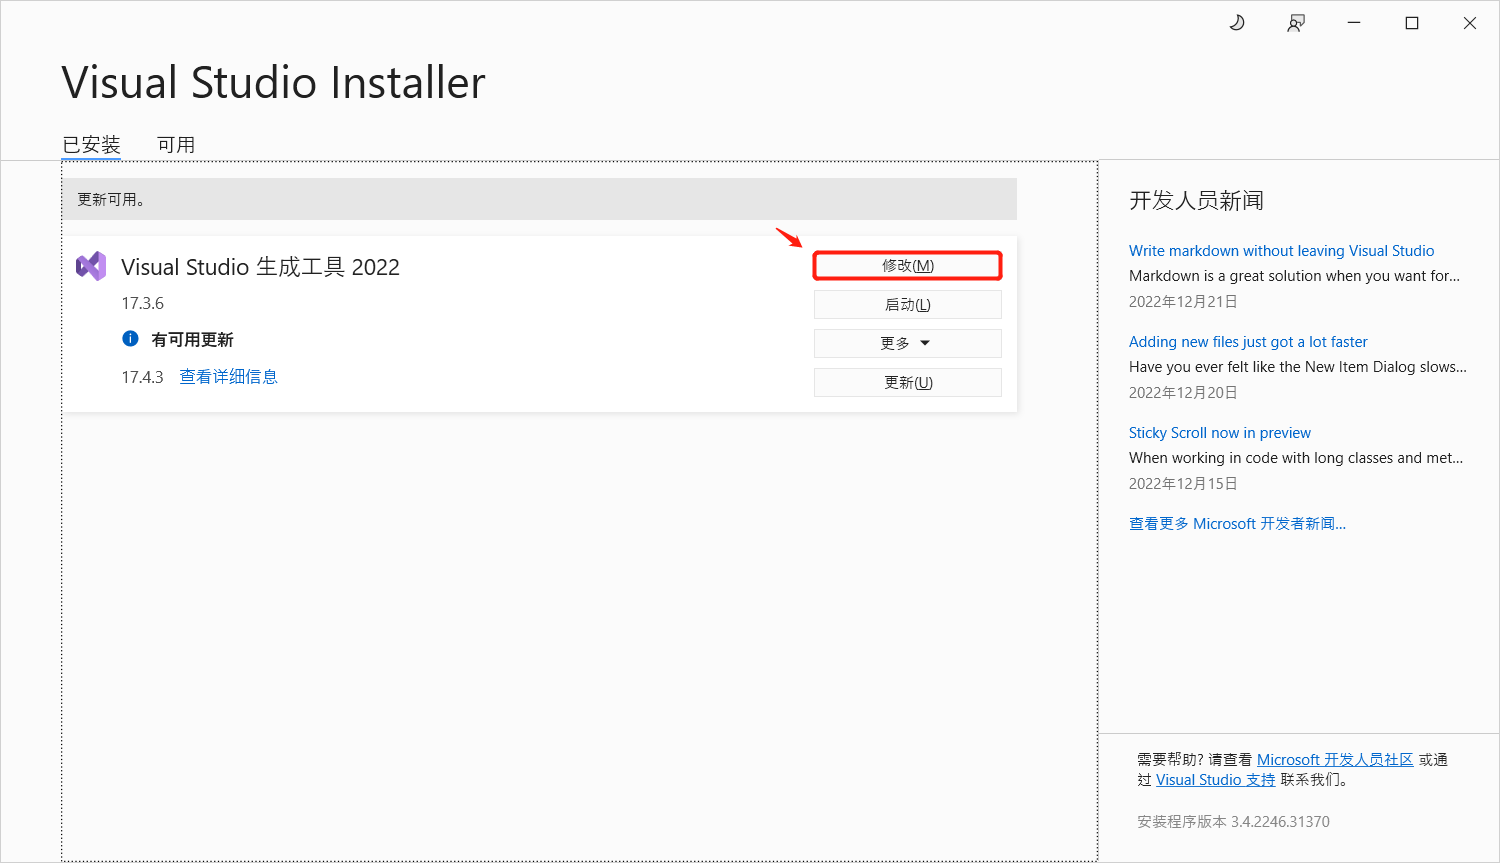 Visual Studio Installer
已安装 可用
更新可用。
Visual Studio 生成工具 2022
17.3.6
有可用更新
17.4.3 查看详细信息
修改(M)
启动(L)
更多
更新(U)
开发人员新闻
Write markdown without leaving Visual Studio
Markdown is a great solution when you want for...
2022年12月21日
Adding new files just got a lot faster
Have you ever felt like the New Item Dialog slows...
2022年12月20日
Sticky Scroll now in preview
When working in code with long classes and met...
2022年12月15日
查看更多 Microsoft 开发者新闻...
需要帮助? 请查看 Microsoft 开发人员社区 或通
过 Visual Studio 支持 联系我们。
安装程序版本 3.4.2246.31370